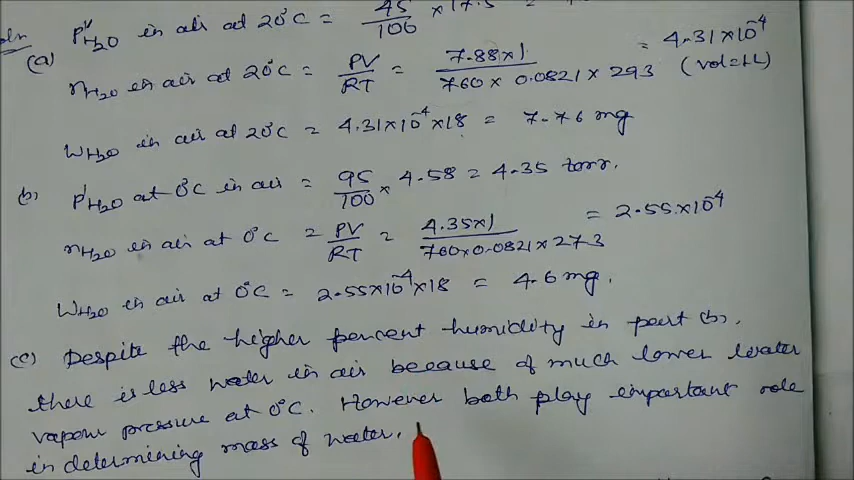 (a) P'H2O in air at 20°C = 45/100 × 17.5 =
nH2O in air at 20°C = PV/RT = 7.88×1/760 × 0.0821 × 293 = 4.31×10^-4 (vol=1L)
WH2O in air at 20°C = 4.31×10^-4 × 18 = 7.76 mg
(b) P'H2O at 0°C in air = 95/100 × 4.58 = 4.35 torr.
nH2O in air at 0°C = PV/RT = 4.35×1/760×0.0821×273 = 2.55×10^-4
WH2O in air at 0°C = 2.55×10^-4×18 = 4.6 mg.
(c) Despite the higher percent humidity in part (b),
there is less water in air because of much lower water
vapour pressure at 0°C. However both play important role
in determining mass of water.